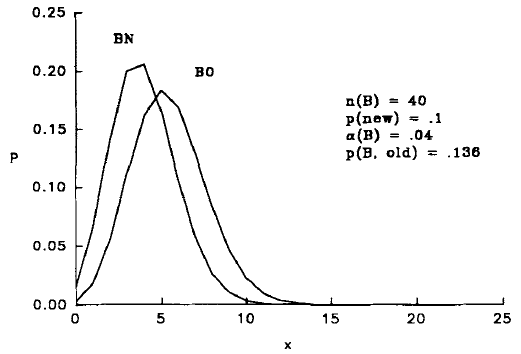 0.25
0.20
0.15
0.10
0.05
0.00
P
BN
BO
n(B) = 40
p(new) = .1
α(B) = .04
p(B, old) = .136
0 5 10 15 20 25
x